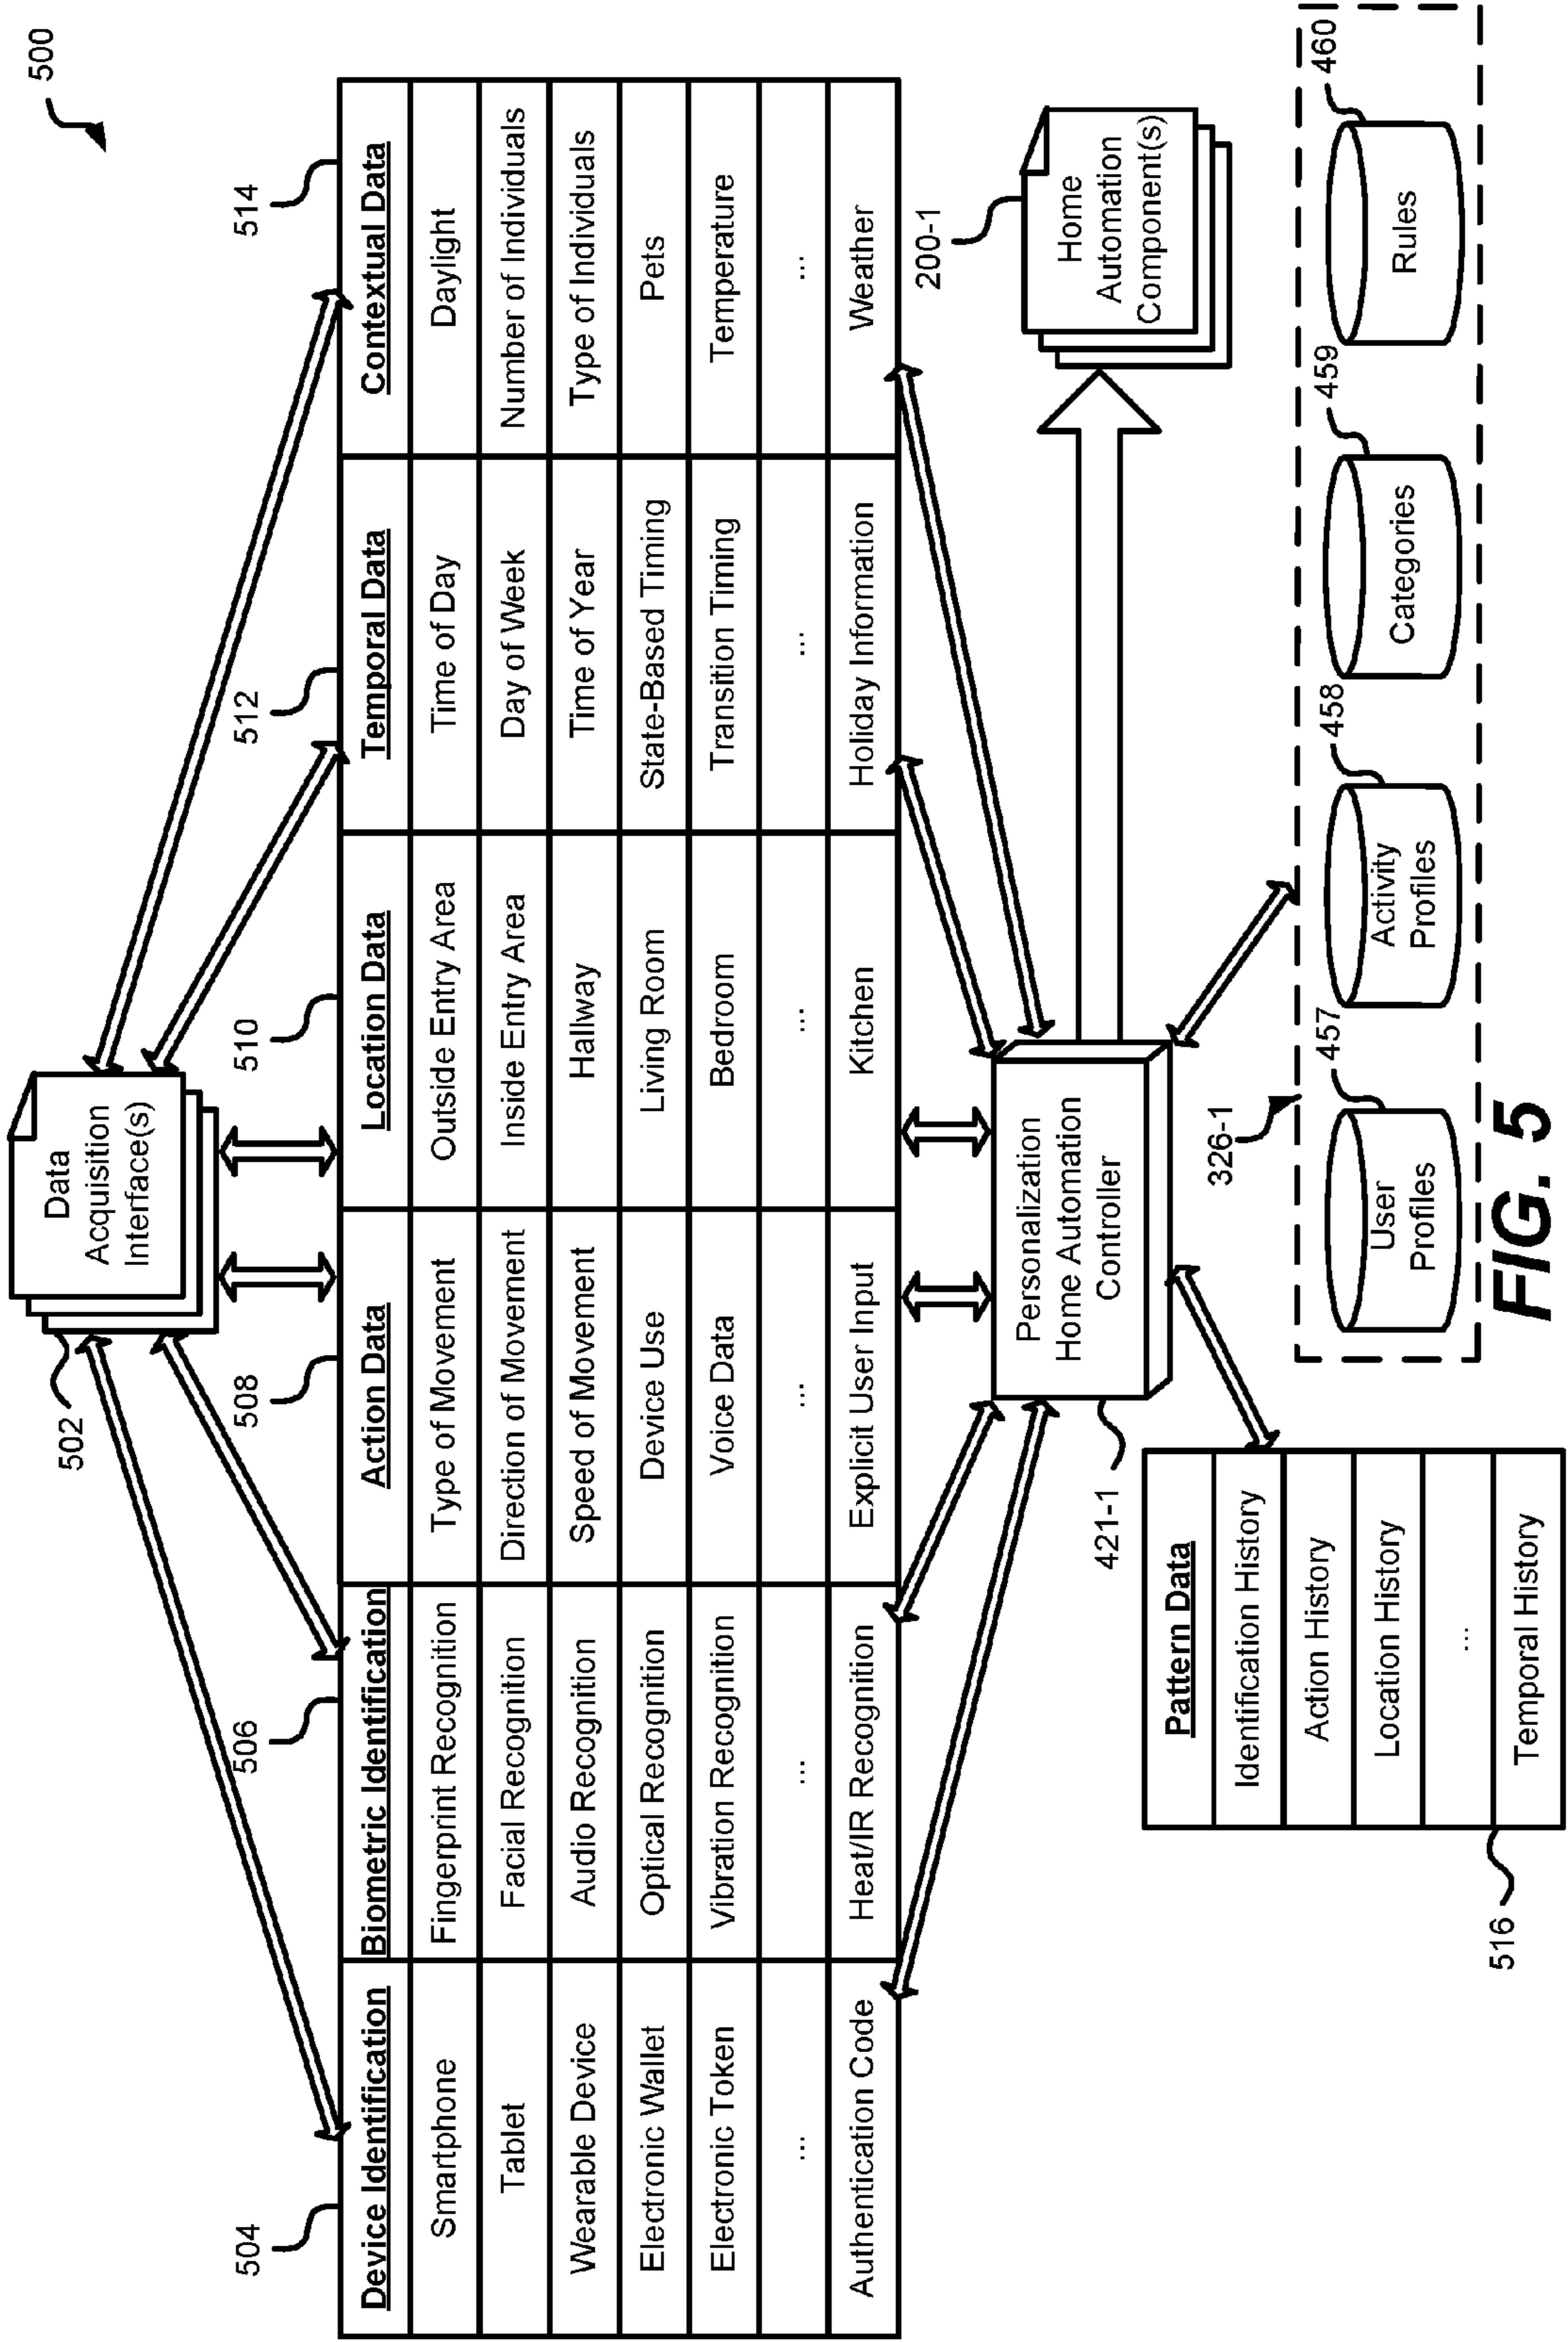 500
Data
Acquisition
Interface(s)
502
504
506
508
510
512
514
Device Identification
Biometric Identification
Action Data
Location Data
Temporal Data
Contextual Data
Smartphone
Fingerprint Recognition
Type of Movement
Outside Entry Area
Time of Day
Daylight
Tablet
Facial Recognition
Direction of Movement
Inside Entry Area
Day of Week
Number of Individuals
Wearable Device
Audio Recognition
Speed of Movement
Hallway
Time of Year
Type of Individuals
Electronic Wallet
Optical Recognition
Device Use
Living Room
State-Based Timing
Pets
Electronic Token
Vibration Recognition
Voice Data
Bedroom
Transition Timing
Temperature
...
...
...
...
...
...
Authentication Code
Heat/IR Recognition
Explicit User Input
Kitchen
Holiday Information
Weather
Personalization
Home Automation
Controller
421-1
200-1
Home
Automation
Component(s)
Pattern Data
Identification History
Action History
Location History
...
Temporal History
516
326-1
457
458
459
460
User
Profiles
Activity
Profiles
Categories
Rules
FIG. 5